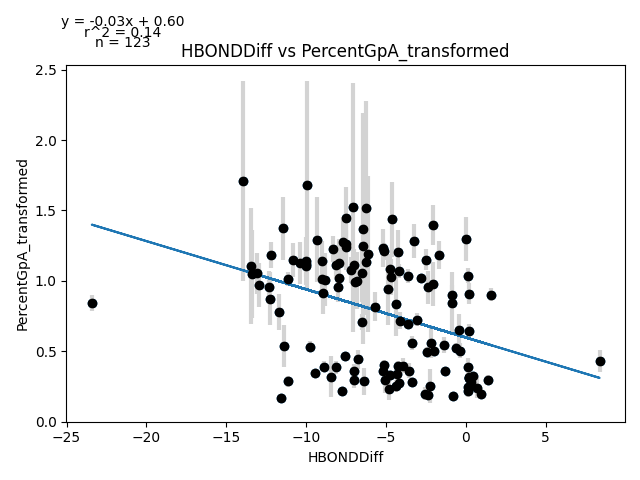 y = -0.03x + 0.60
r^2 = 0.14
n = 123
HBONDDiff vs PercentGpA_transformed
2.5
2.0
1.5
1.0
0.5
0.0
PercentGpA_transformed
−25 −20 −15 −10 −5 0 5
HBONDDiff